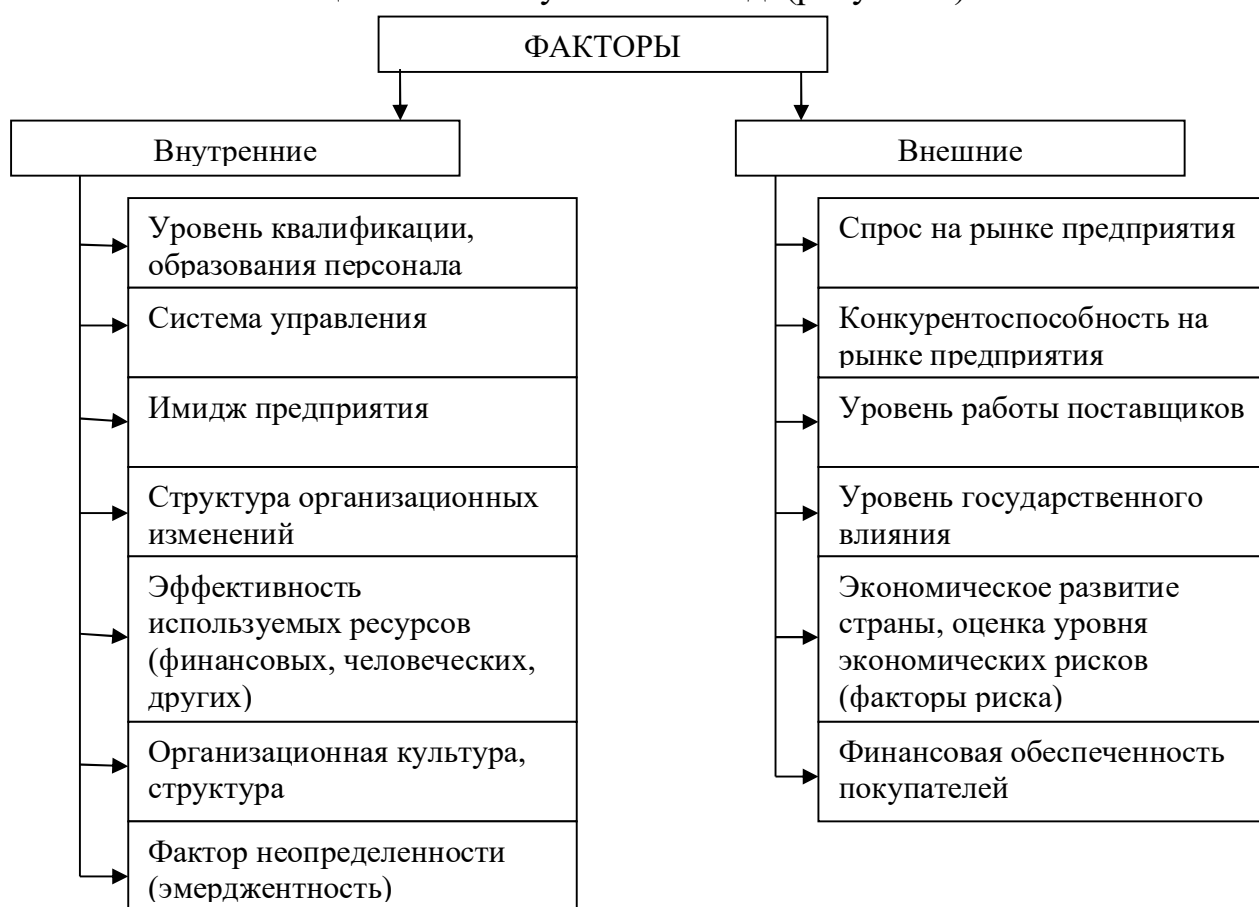 ФАКТОРЫ
Внутренние
Уровень квалификации,
образования персонала
Система управления
Имидж предприятия
Структура организационных
изменений
Эффективность
используемых ресурсов
(финансовых, человеческих,
других)
Организационная культура,
структура
Фактор неопределенности
(эмерджентность)
Внешние
Спрос на рынке предприятия
Конкурентоспособность на
рынке предприятия
Уровень работы поставщиков
Уровень государственного
влияния
Экономическое развитие
страны, оценка уровня
экономических рисков
(факторы риска)
Финансовая обеспеченность
покупателей